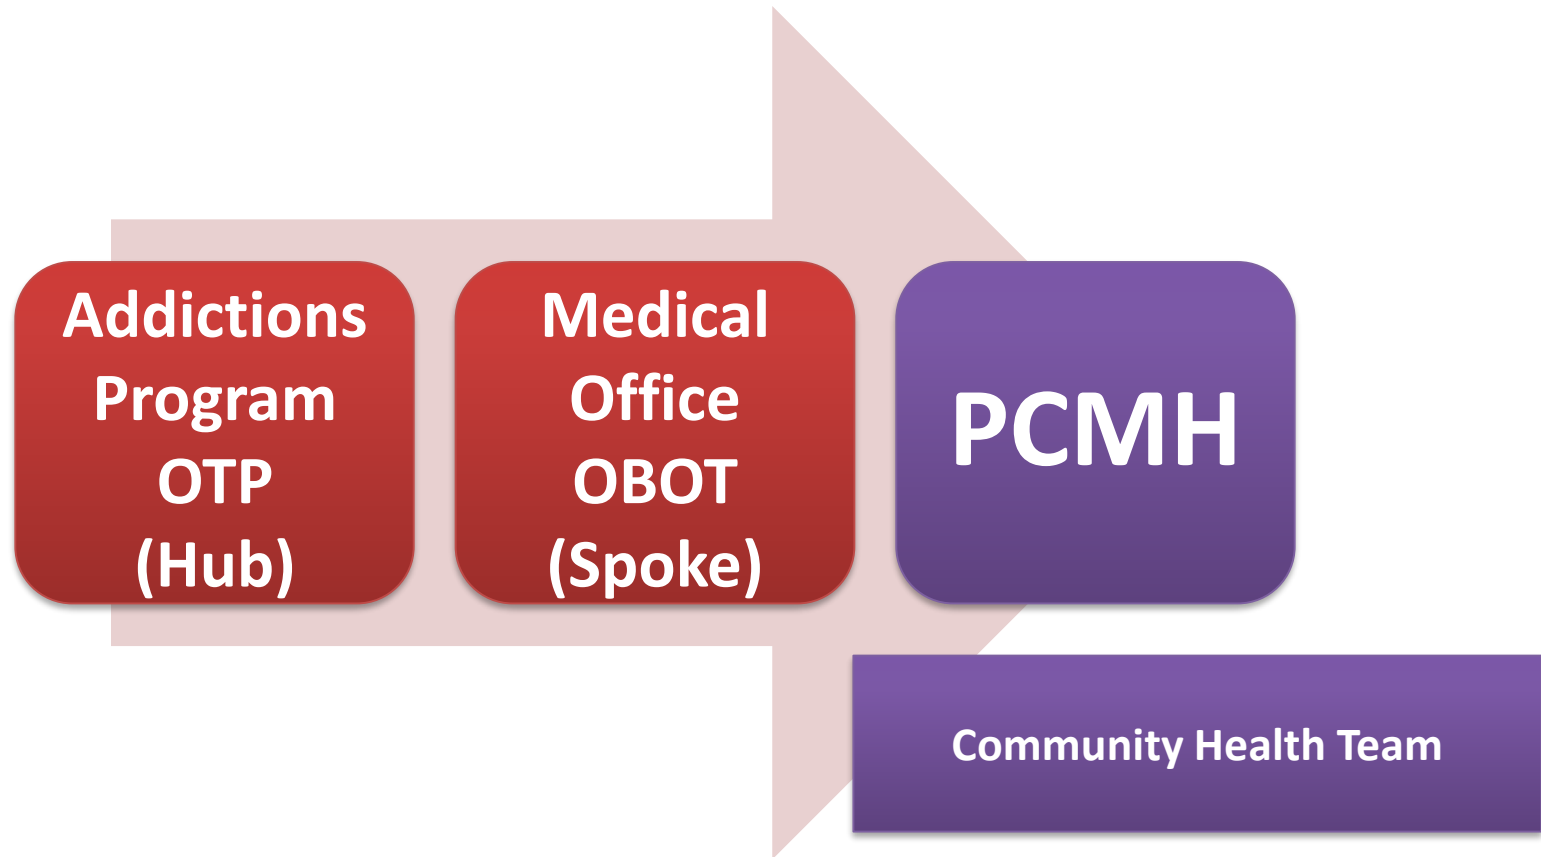 Addictions
Program
OTP
(Hub)
Medical
Office
OBOT
(Spoke)
PCMH
Community Health Team